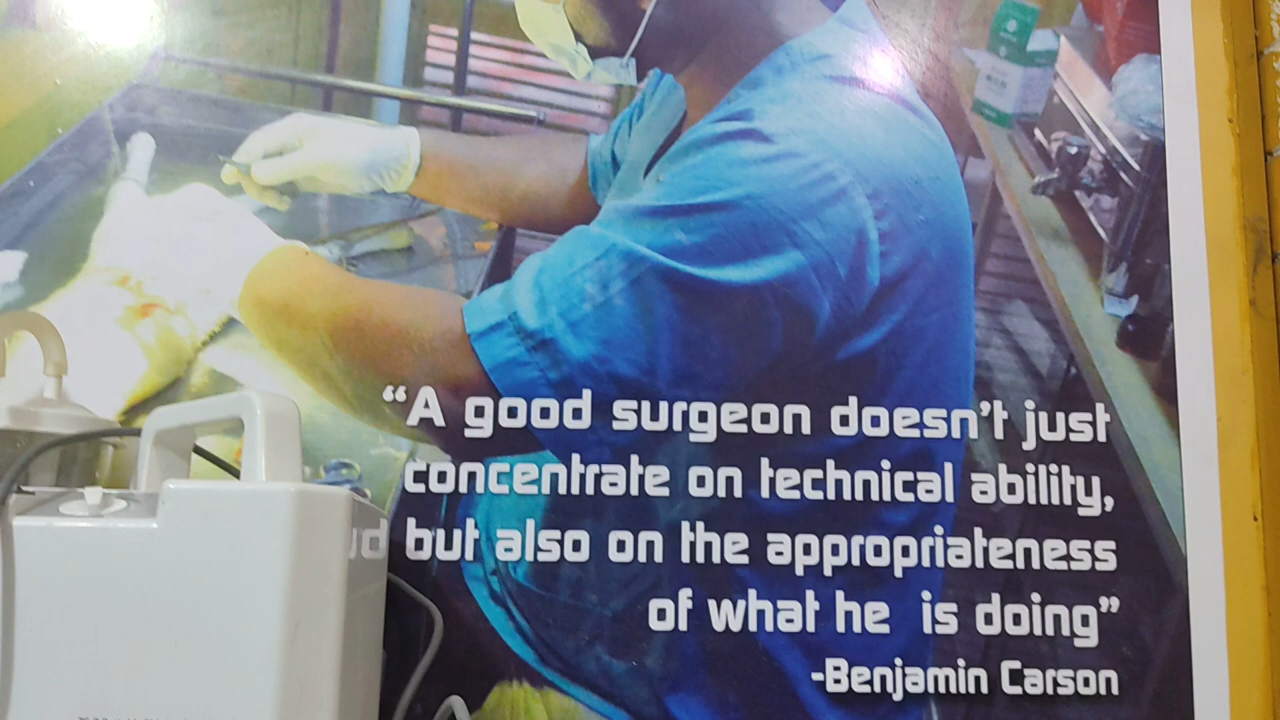 “A good surgeon doesn't just
concentrate on technical ability,
but also on the appropriateness
of what he is doing”
-Benjamin Carson